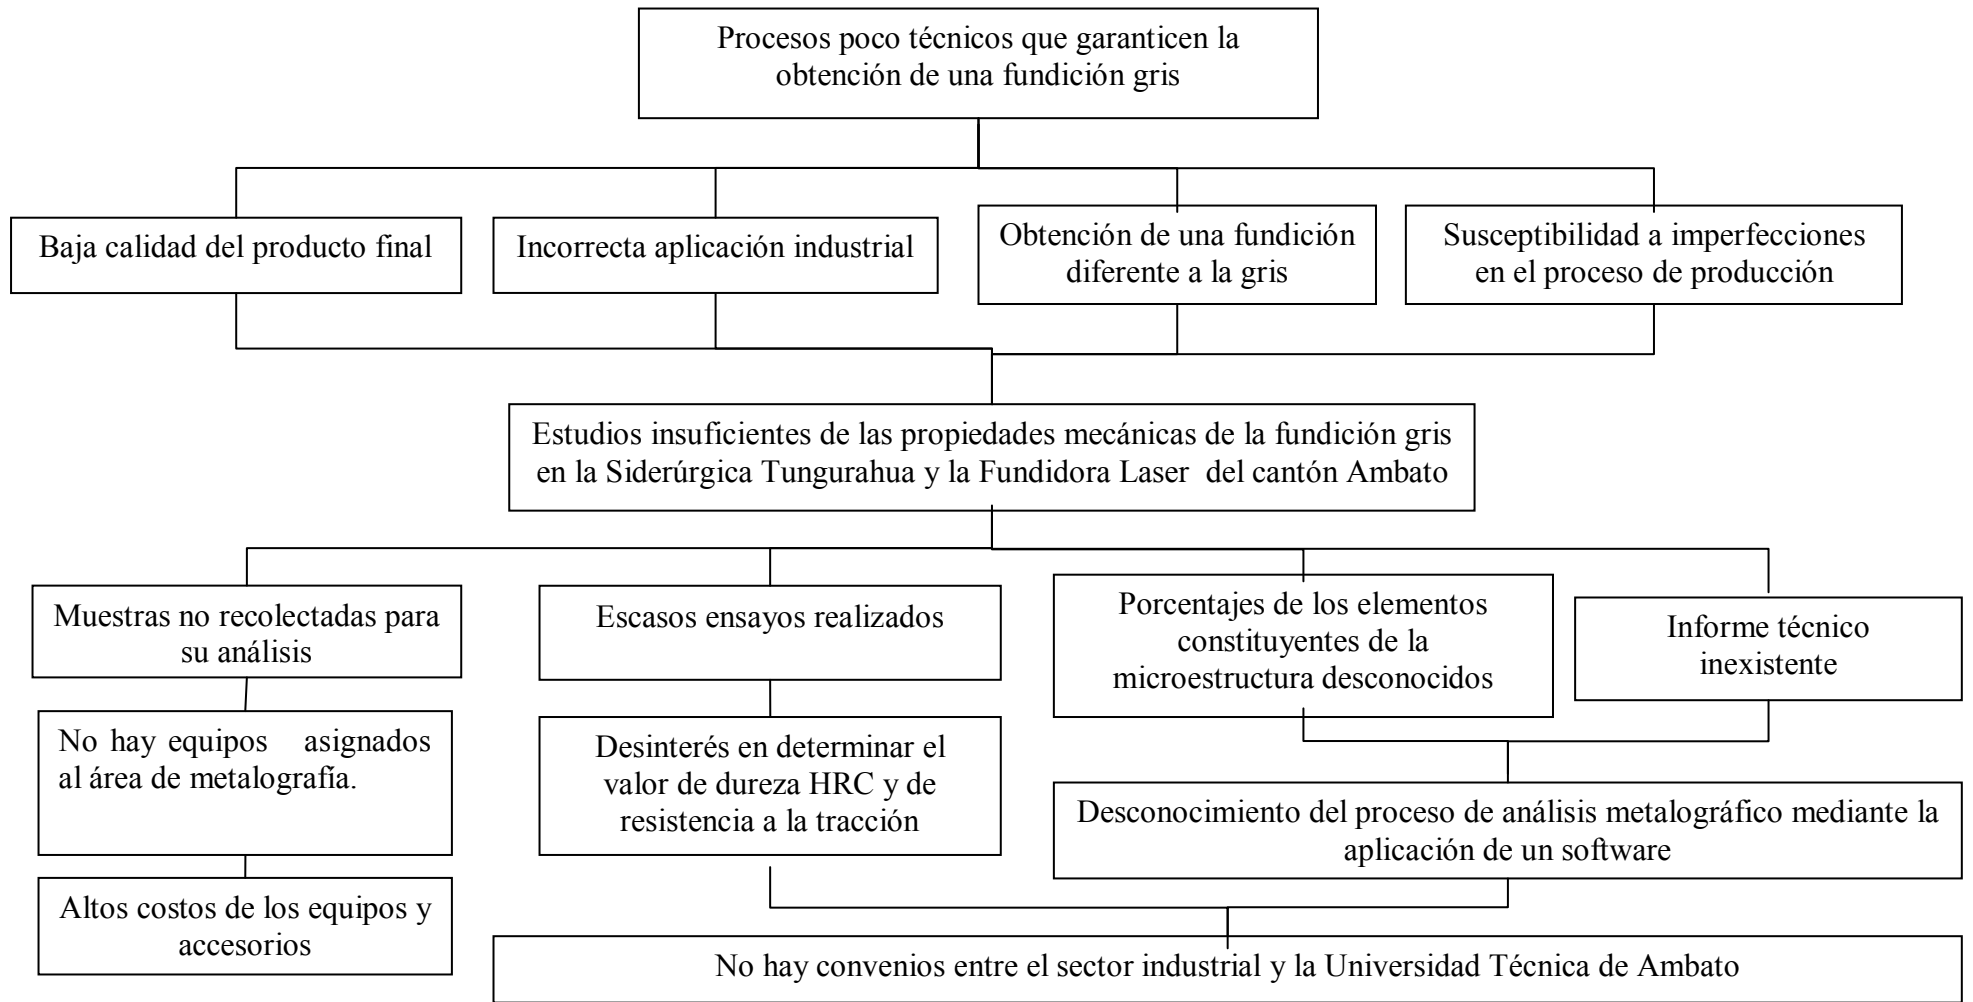 Procesos poco técnicos que garanticen la
obtención de una fundición gris
Baja calidad del producto final
Incorrecta aplicación industrial
Obtención de una fundición
diferente a la gris
Susceptibilidad a imperfecciones
en el proceso de producción
Estudios insuficientes de las propiedades mecánicas de la fundición gris
en la Siderúrgica Tungurahua y la Fundidora Laser del cantón Ambato
Muestras no recolectadas para
su análisis
Escasos ensayos realizados
Porcentajes de los elementos
constituyentes de la
microestructura desconocidos
Informe técnico
inexistente
No hay equipos asignados
al área de metalografía.
Desinterés en determinar el
valor de dureza HRC y de
resistencia a la tracción
Desconocimiento del proceso de análisis metalográfico mediante la
aplicación de un software
Altos costos de los equipos y
accesorios
No hay convenios entre el sector industrial y la Universidad Técnica de Ambato